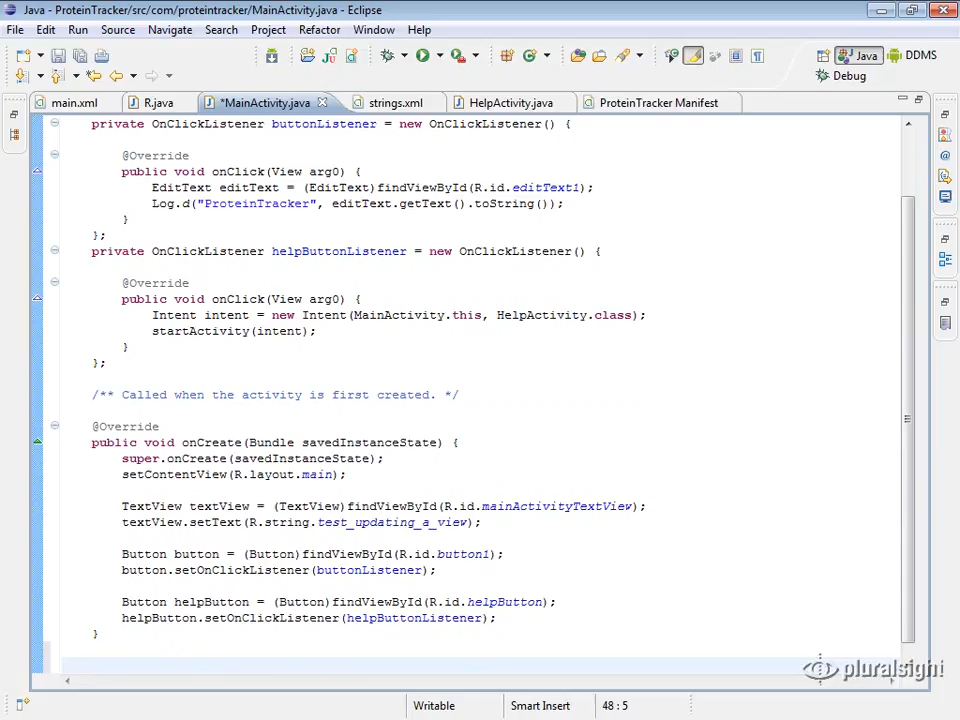 Java - ProteinTracker/src/com/proteintracker/MainActivity.java - Eclipse
File Edit Run Source Navigate Search Project Refactor Window Help
Java DDMS
Debug
main.xml R.java *MainActivity.java strings.xml HelpActivity.java ProteinTracker Manifest
private OnClickListener buttonListener = new OnClickListener() {
@Override
public void onClick(View arg0) {
EditText editText = (EditText)findViewById(R.id.editText1);
Log.d("ProteinTracker", editText.getText().toString());
}
};
private OnClickListener helpButtonListener = new OnClickListener() {
@Override
public void onClick(View arg0) {
Intent intent = new Intent(MainActivity.this, HelpActivity.class);
startActivity(intent);
}
};
/** Called when the activity is first created. */
@Override
public void onCreate(Bundle savedInstanceState) {
super.onCreate(savedInstanceState);
setContentView(R.layout.main);
TextView textView = (TextView)findViewById(R.id.mainActivityTextView);
textView.setText(R.string.test_updating_a_view);
Button button = (Button)findViewById(R.id.button1);
button.setOnClickListener(buttonListener);
Button helpButton = (Button)findViewById(R.id.helpButton);
helpButton.setOnClickListener(helpButtonListener);
}
pluralsight
Writable Smart Insert 48 : 5